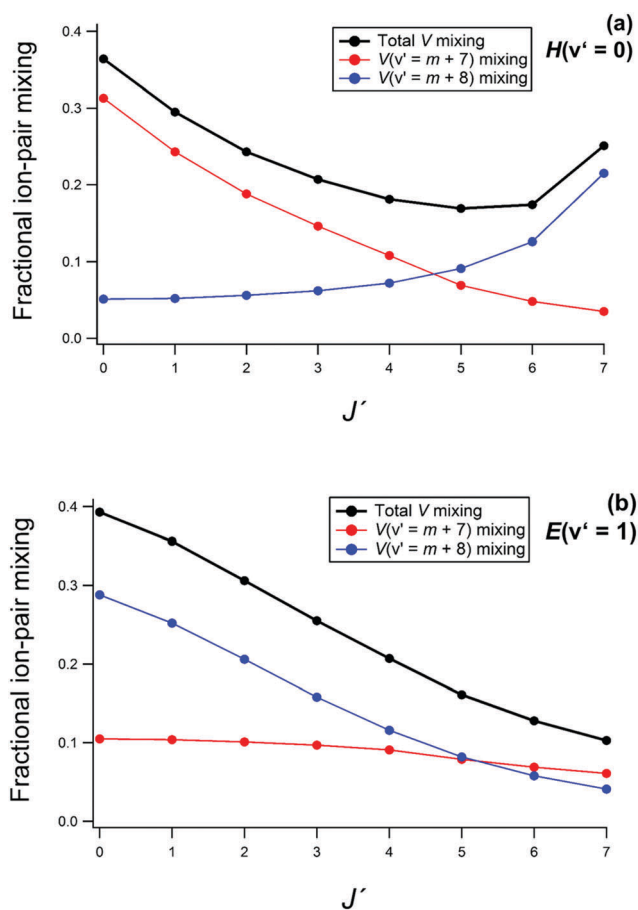 (a)
H(v' = 0)
Total V mixing
V(v' = m + 7) mixing
V(v' = m + 8) mixing
Fractional ion-pair mixing
0.4
0.3
0.2
0.1
0.0
0 1 2 3 4 5 6 7
J´
(b)
E(v' = 1)
Total V mixing
V(v' = m + 7) mixing
V(v' = m + 8) mixing
Fractional ion-pair mixing
0.4
0.3
0.2
0.1
0.0
0 1 2 3 4 5 6 7
J´